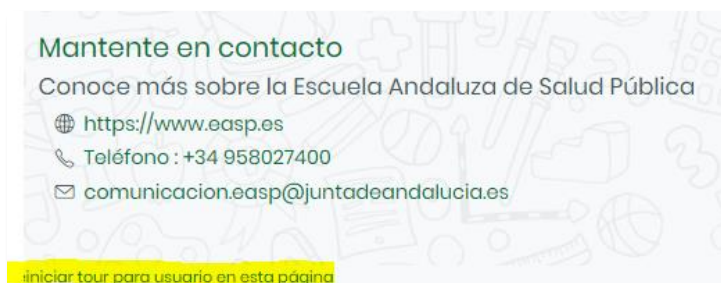 Mantente en contacto
Conoce más sobre la Escuela Andaluza de Salud Pública
https://www.easp.es
Teléfono : +34 958027400
comunicacion.easp@juntadeandalucia.es
iniciar tour para usuario en esta página